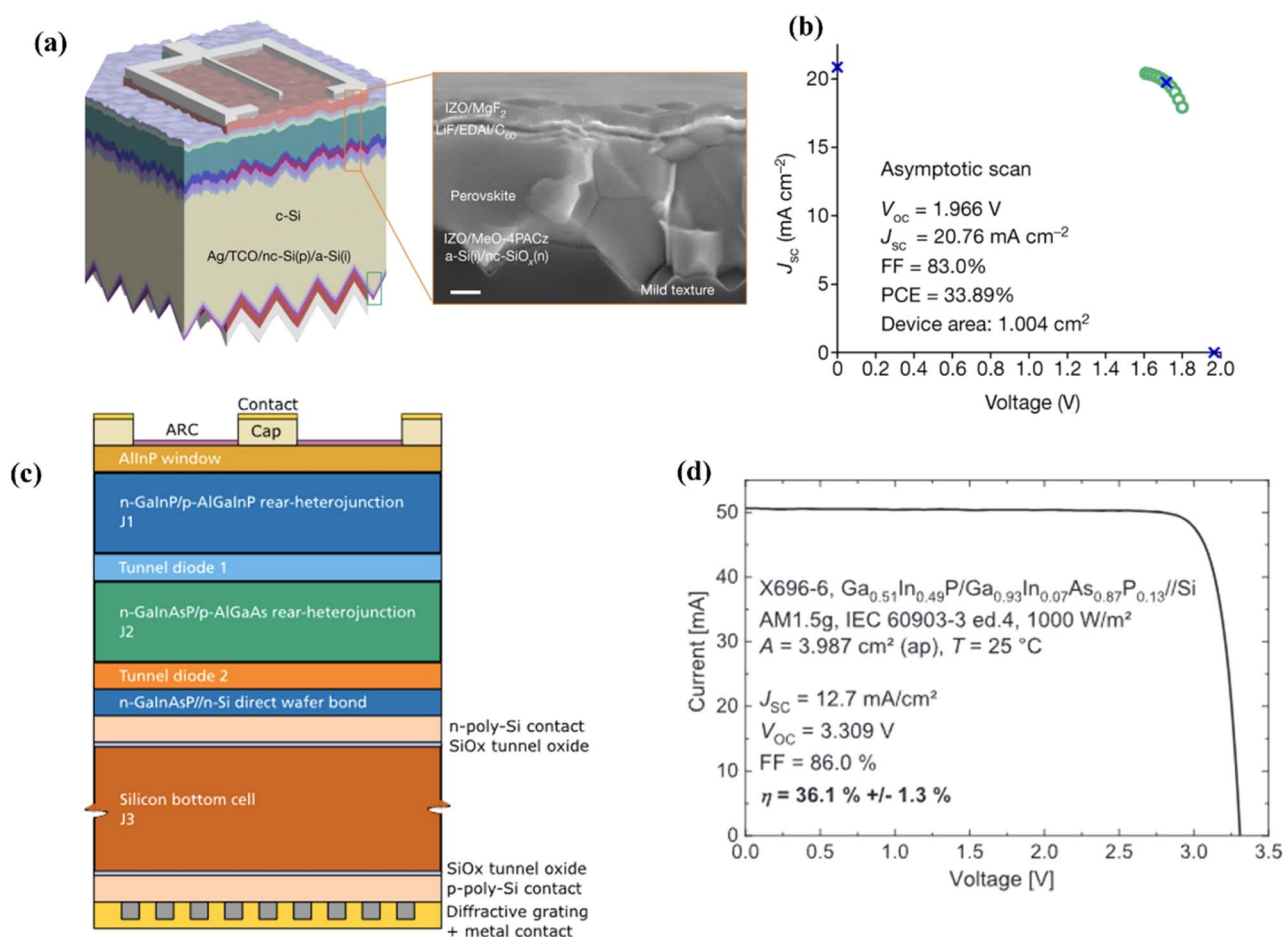 (a)
c-Si
Ag/TCO/nc-Si(p)/a-Si(i)
IZO/MgF₂
LiF/EDAI/C₆₀
Perovskite
IZO/MeO-4PACz
a-Si(i)/nc-SiOₓ(n)
Mild texture
(b)
Jsc (mA cm⁻²)
20
15
10
5
0
Asymptotic scan
Voc = 1.966 V
Jsc = 20.76 mA cm⁻²
FF = 83.0%
PCE = 33.89%
Device area: 1.004 cm²
0 0.2 0.4 0.6 0.8 1.0 1.2 1.4 1.6 1.8 2.0
Voltage (V)
(c)
Contact
ARC
Cap
AlInP window
n-GaInP/p-AlGaInP rear-heterojunction
J1
Tunnel diode 1
n-GaInAsP/p-AlGaAs rear-heterojunction
J2
Tunnel diode 2
n-GaInAsP//n-Si direct wafer bond
n-poly-Si contact
SiOx tunnel oxide
Silicon bottom cell
J3
SiOx tunnel oxide
p-poly-Si contact
Diffractive grating
+ metal contact
(d)
Current [mA]
50
40
30
20
10
0
X696-6, Ga₀.₅₁In₀.₄₉P/Ga₀.₉₃In₀.₀₇As₀.₈₇P₀.₁₃//Si
AM1.5g, IEC 60903-3 ed.4, 1000 W/m²
A = 3.987 cm² (ap), T = 25 °C
JSC = 12.7 mA/cm²
VOC = 3.309 V
FF = 86.0 %
η = 36.1 % +/- 1.3 %
0.0 0.5 1.0 1.5 2.0 2.5 3.0 3.5
Voltage [V]